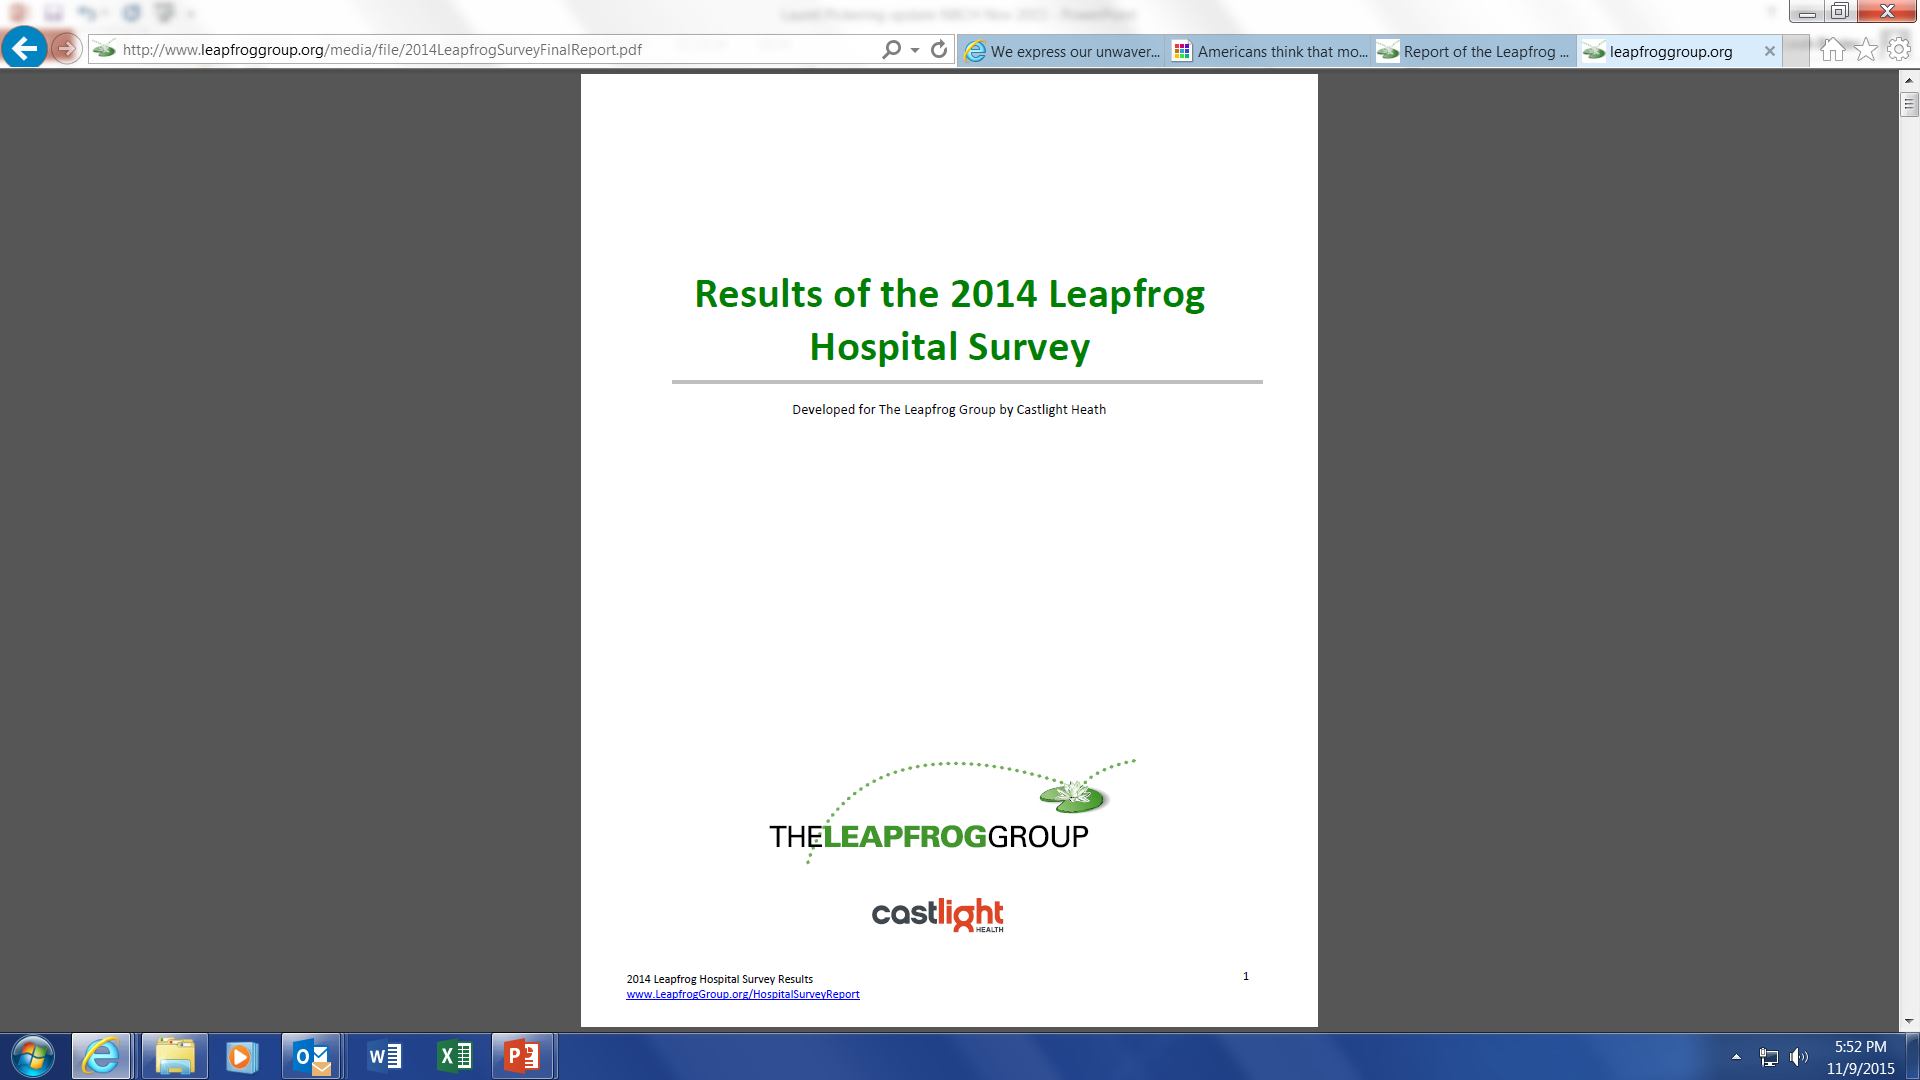 http://www.leapfroggroup.org/media/file/2014LeapfrogSurveyFinalReport.pdf
We express our unwaver...
Americans think that mo...
Report of the Leapfrog ...
leapfroggroup.org
Results of the 2014 Leapfrog
Hospital Survey
Developed for The Leapfrog Group by Castlight Heath
THELEAPFROGGROUP
castlight
HEALTH
2014 Leapfrog Hospital Survey Results
1
www.LeapfrogGroup.org/HospitalSurveyReport
5:52 PM
11/9/2015